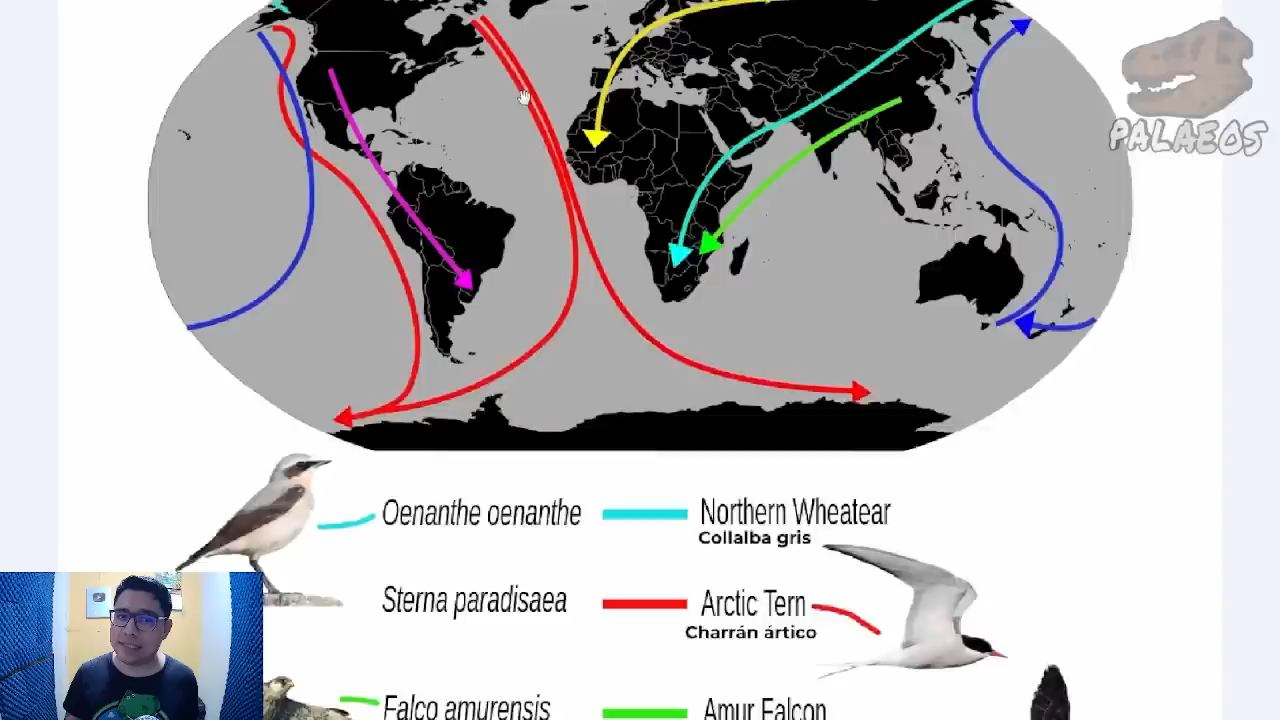 PALAEOS
Oenanthe oenanthe
Northern Wheatear
Collalba gris
Sterna paradisaea
Arctic Tern
Charrán ártico
Falco amurensis
Amur Falcon